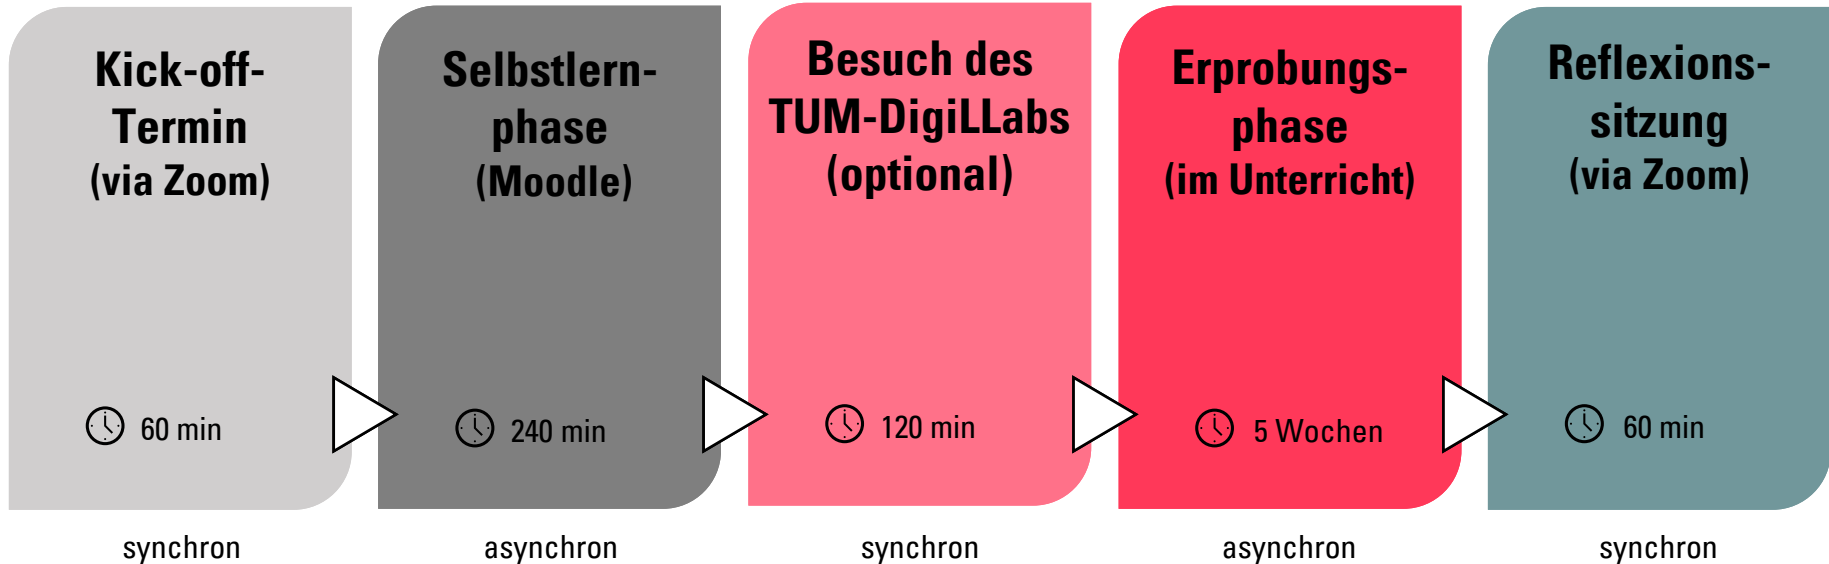 Kick-off-
Termin
(via Zoom)
60 min
synchron
Selbstlern-
phase
(Moodle)
240 min
asynchron
Besuch des
TUM-DigiLLabs
(optional)
120 min
synchron
Erprobungs-
phase
(im Unterricht)
5 Wochen
asynchron
Reflexions-
sitzung
(via Zoom)
60 min
synchron